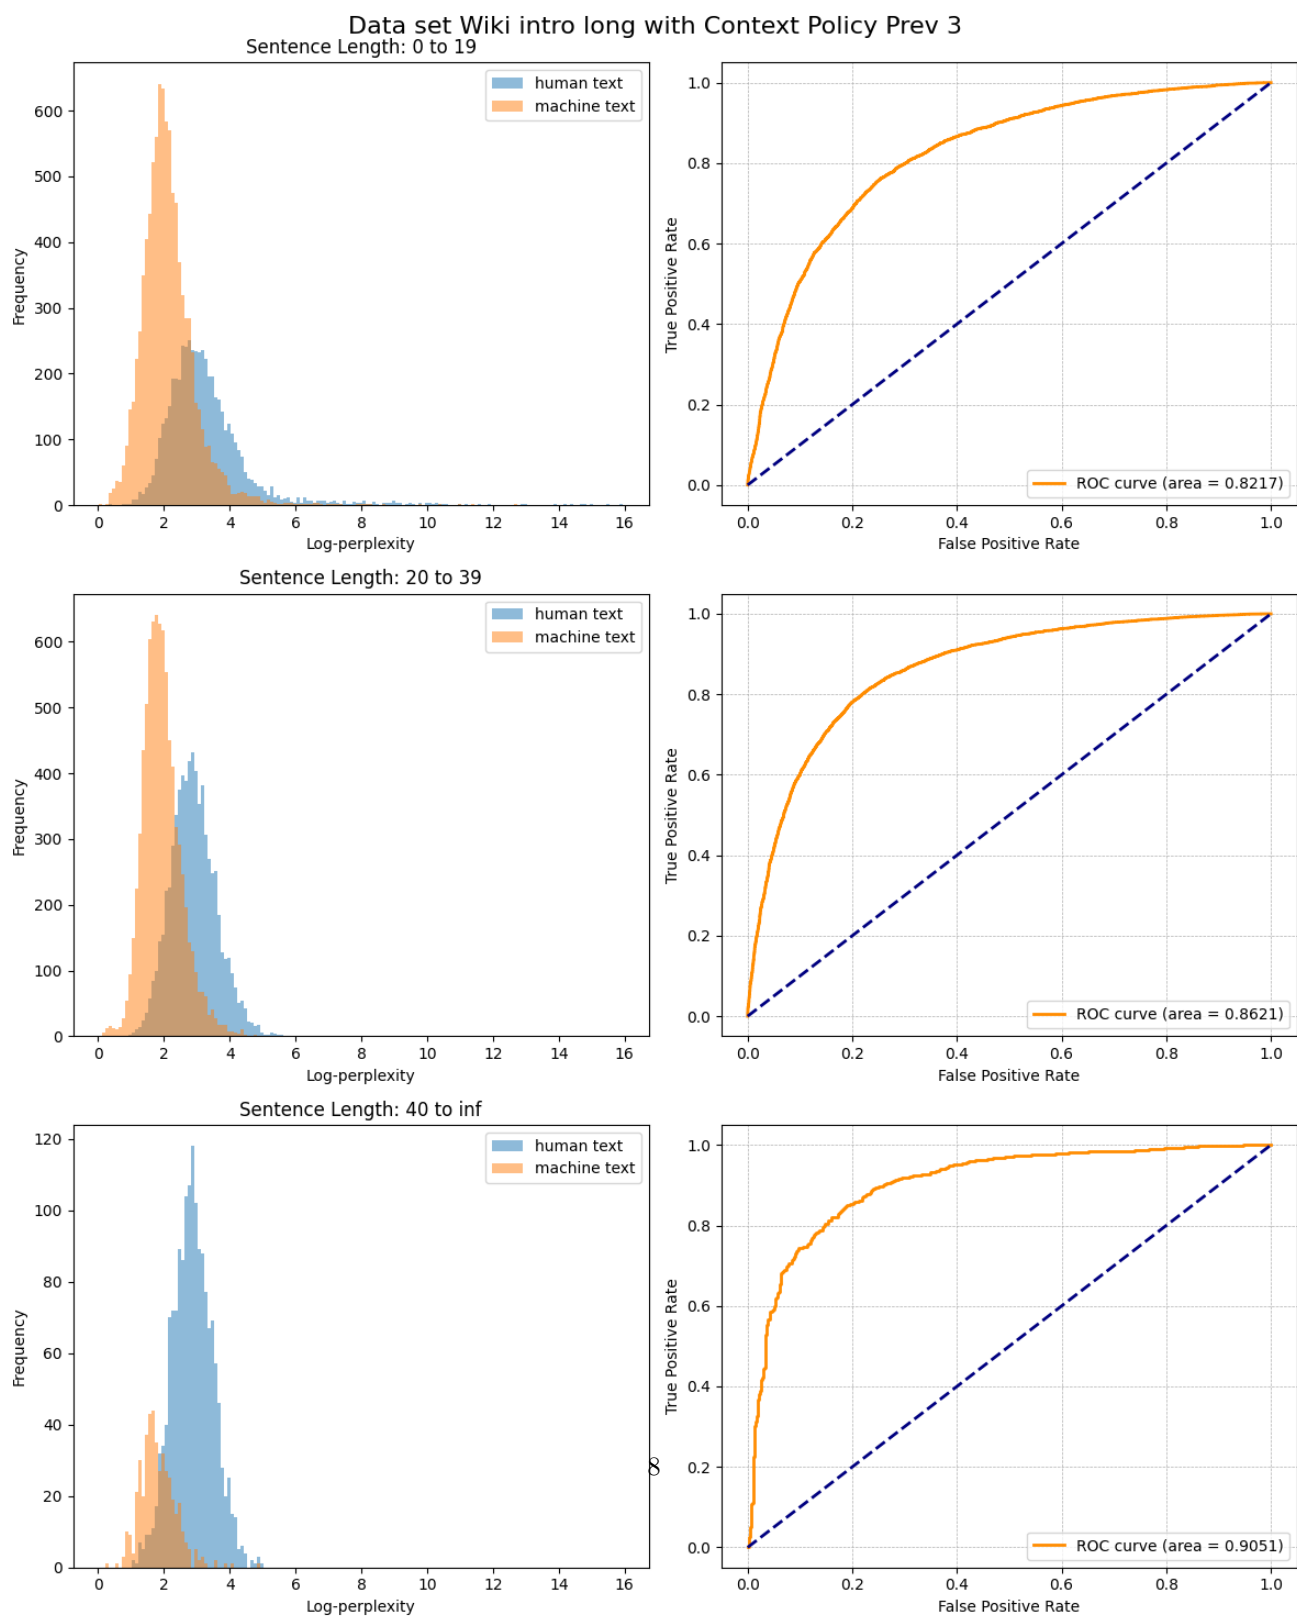 Data set Wiki intro long with Context Policy Prev 3
Sentence Length: 0 to 19
human text
machine text
600
500
400
300
200
100
0
Frequency
0 2 4 6 8 10 12 14 16
Log-perplexity
1.0
0.8
0.6
0.4
0.2
0.0
True Positive Rate
ROC curve (area = 0.8217)
0.0 0.2 0.4 0.6 0.8 1.0
False Positive Rate
Sentence Length: 20 to 39
human text
machine text
600
500
400
300
200
100
0
Frequency
0 2 4 6 8 10 12 14 16
Log-perplexity
1.0
0.8
0.6
0.4
0.2
0.0
True Positive Rate
ROC curve (area = 0.8621)
0.0 0.2 0.4 0.6 0.8 1.0
False Positive Rate
Sentence Length: 40 to inf
human text
machine text
120
100
80
60
40
20
0
Frequency
0 2 4 6 8 10 12 14 16
Log-perplexity
8
1.0
0.8
0.6
0.4
0.2
0.0
True Positive Rate
ROC curve (area = 0.9051)
0.0 0.2 0.4 0.6 0.8 1.0
False Positive Rate